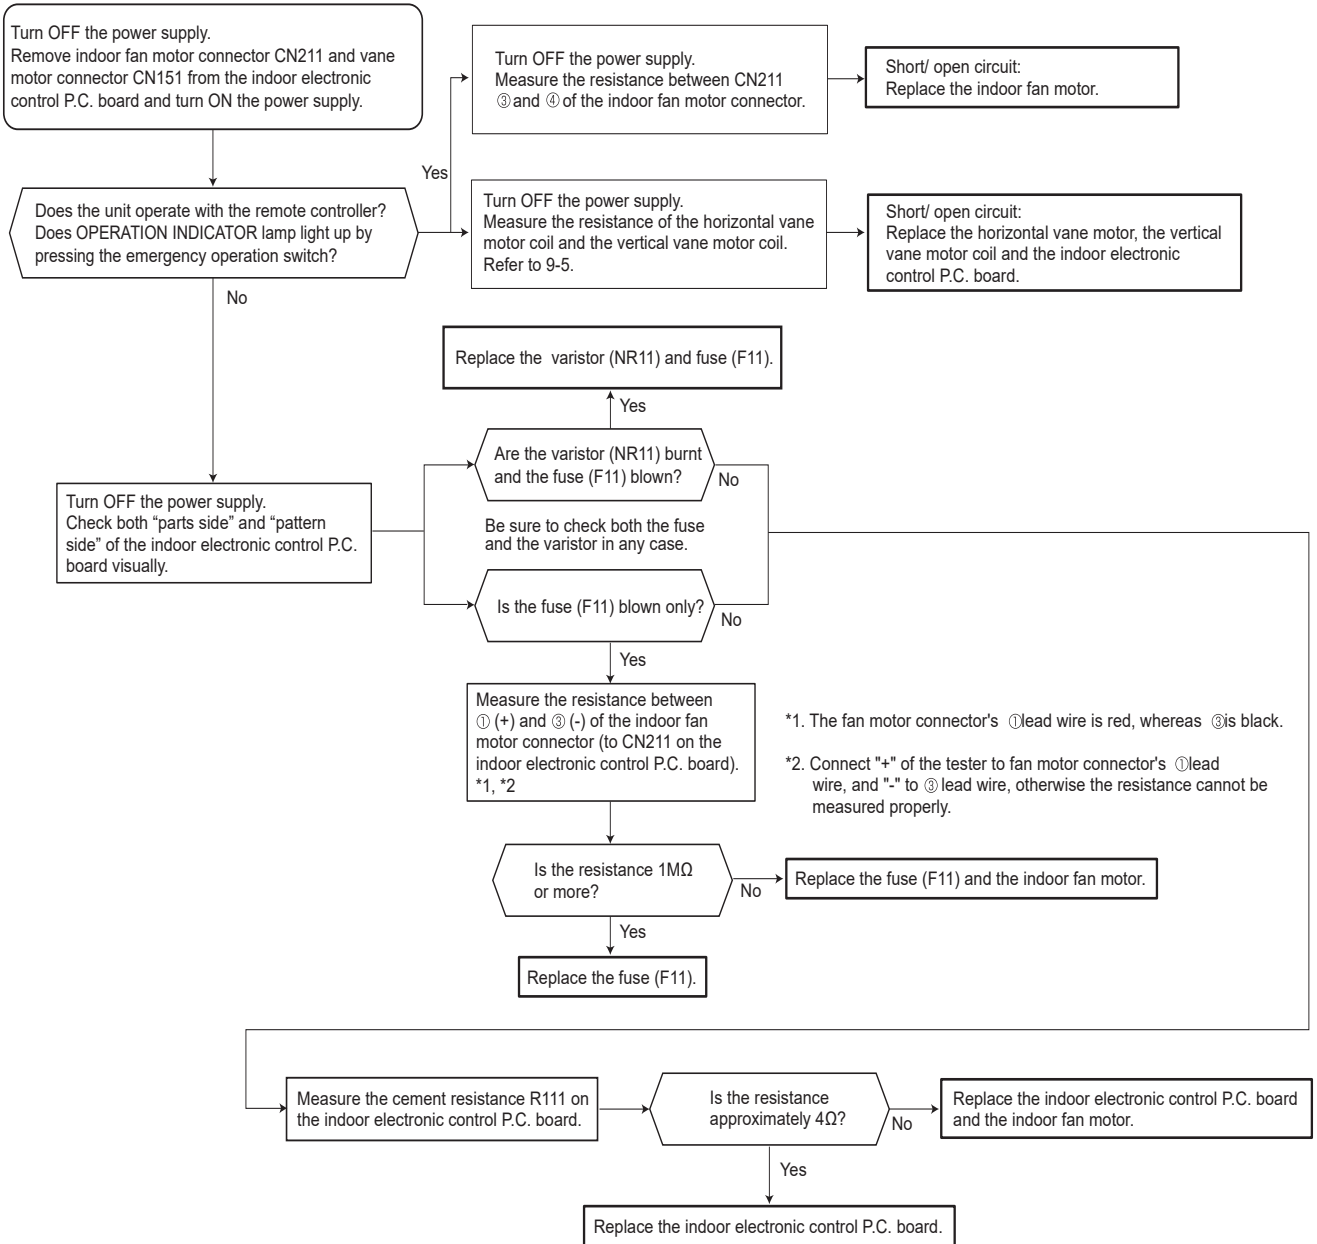 Turn OFF the power supply.
Remove indoor fan motor connector CN211 and vane
motor connector CN151 from the indoor electronic
control P.C. board and turn ON the power supply.
Turn OFF the power supply.
Measure the resistance between CN211
③ and ④ of the indoor fan motor connector.
Short/ open circuit:
Replace the indoor fan motor.
Yes
Does the unit operate with the remote controller?
Does OPERATION INDICATOR lamp light up by
pressing the emergency operation switch?
Turn OFF the power supply.
Measure the resistance of the horizontal vane
motor coil and the vertical vane motor coil.
Refer to 9-5.
Short/ open circuit:
Replace the horizontal vane motor, the vertical
vane motor coil and the indoor electronic
control P.C. board.
No
Replace the varistor (NR11) and fuse (F11).
Yes
Are the varistor (NR11) burnt
and the fuse (F11) blown?
No
Turn OFF the power supply.
Check both “parts side” and “pattern
side” of the indoor electronic control P.C.
board visually.
Be sure to check both the fuse
and the varistor in any case.
Is the fuse (F11) blown only?
No
Yes
Measure the resistance between
① (+) and ③ (-) of the indoor fan
motor connector (to CN211 on the
indoor electronic control P.C. board).
*1, *2
*1. The fan motor connector's ①lead wire is red, whereas ③is black.
*2. Connect "+" of the tester to fan motor connector's ①lead
wire, and "-" to ③ lead wire, otherwise the resistance cannot be
measured properly.
Is the resistance 1MΩ
or more?
No
Replace the fuse (F11) and the indoor fan motor.
Yes
Replace the fuse (F11).
Measure the cement resistance R111 on
the indoor electronic control P.C. board.
Is the resistance
approximately 4Ω?
No
Replace the indoor electronic control P.C. board
and the indoor fan motor.
Yes
Replace the indoor electronic control P.C. board.